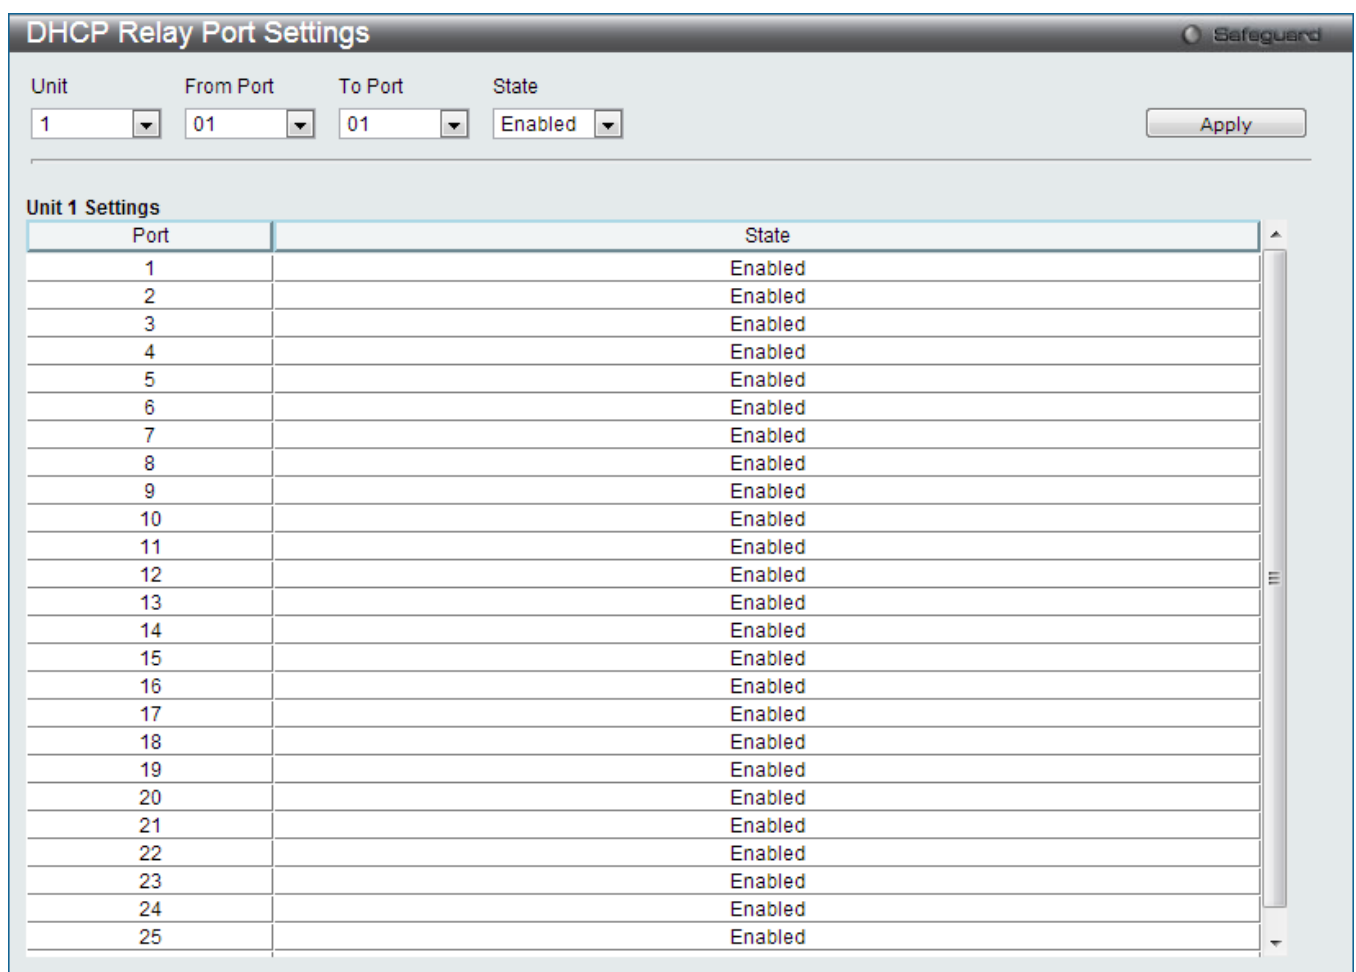 DHCP Relay Port Settings
Safeguard
Unit From Port To Port State
1 01 01 Enabled Apply
Unit 1 Settings
Port State
1 Enabled
2 Enabled
3 Enabled
4 Enabled
5 Enabled
6 Enabled
7 Enabled
8 Enabled
9 Enabled
10 Enabled
11 Enabled
12 Enabled
13 Enabled
14 Enabled
15 Enabled
16 Enabled
17 Enabled
18 Enabled
19 Enabled
20 Enabled
21 Enabled
22 Enabled
23 Enabled
24 Enabled
25 Enabled